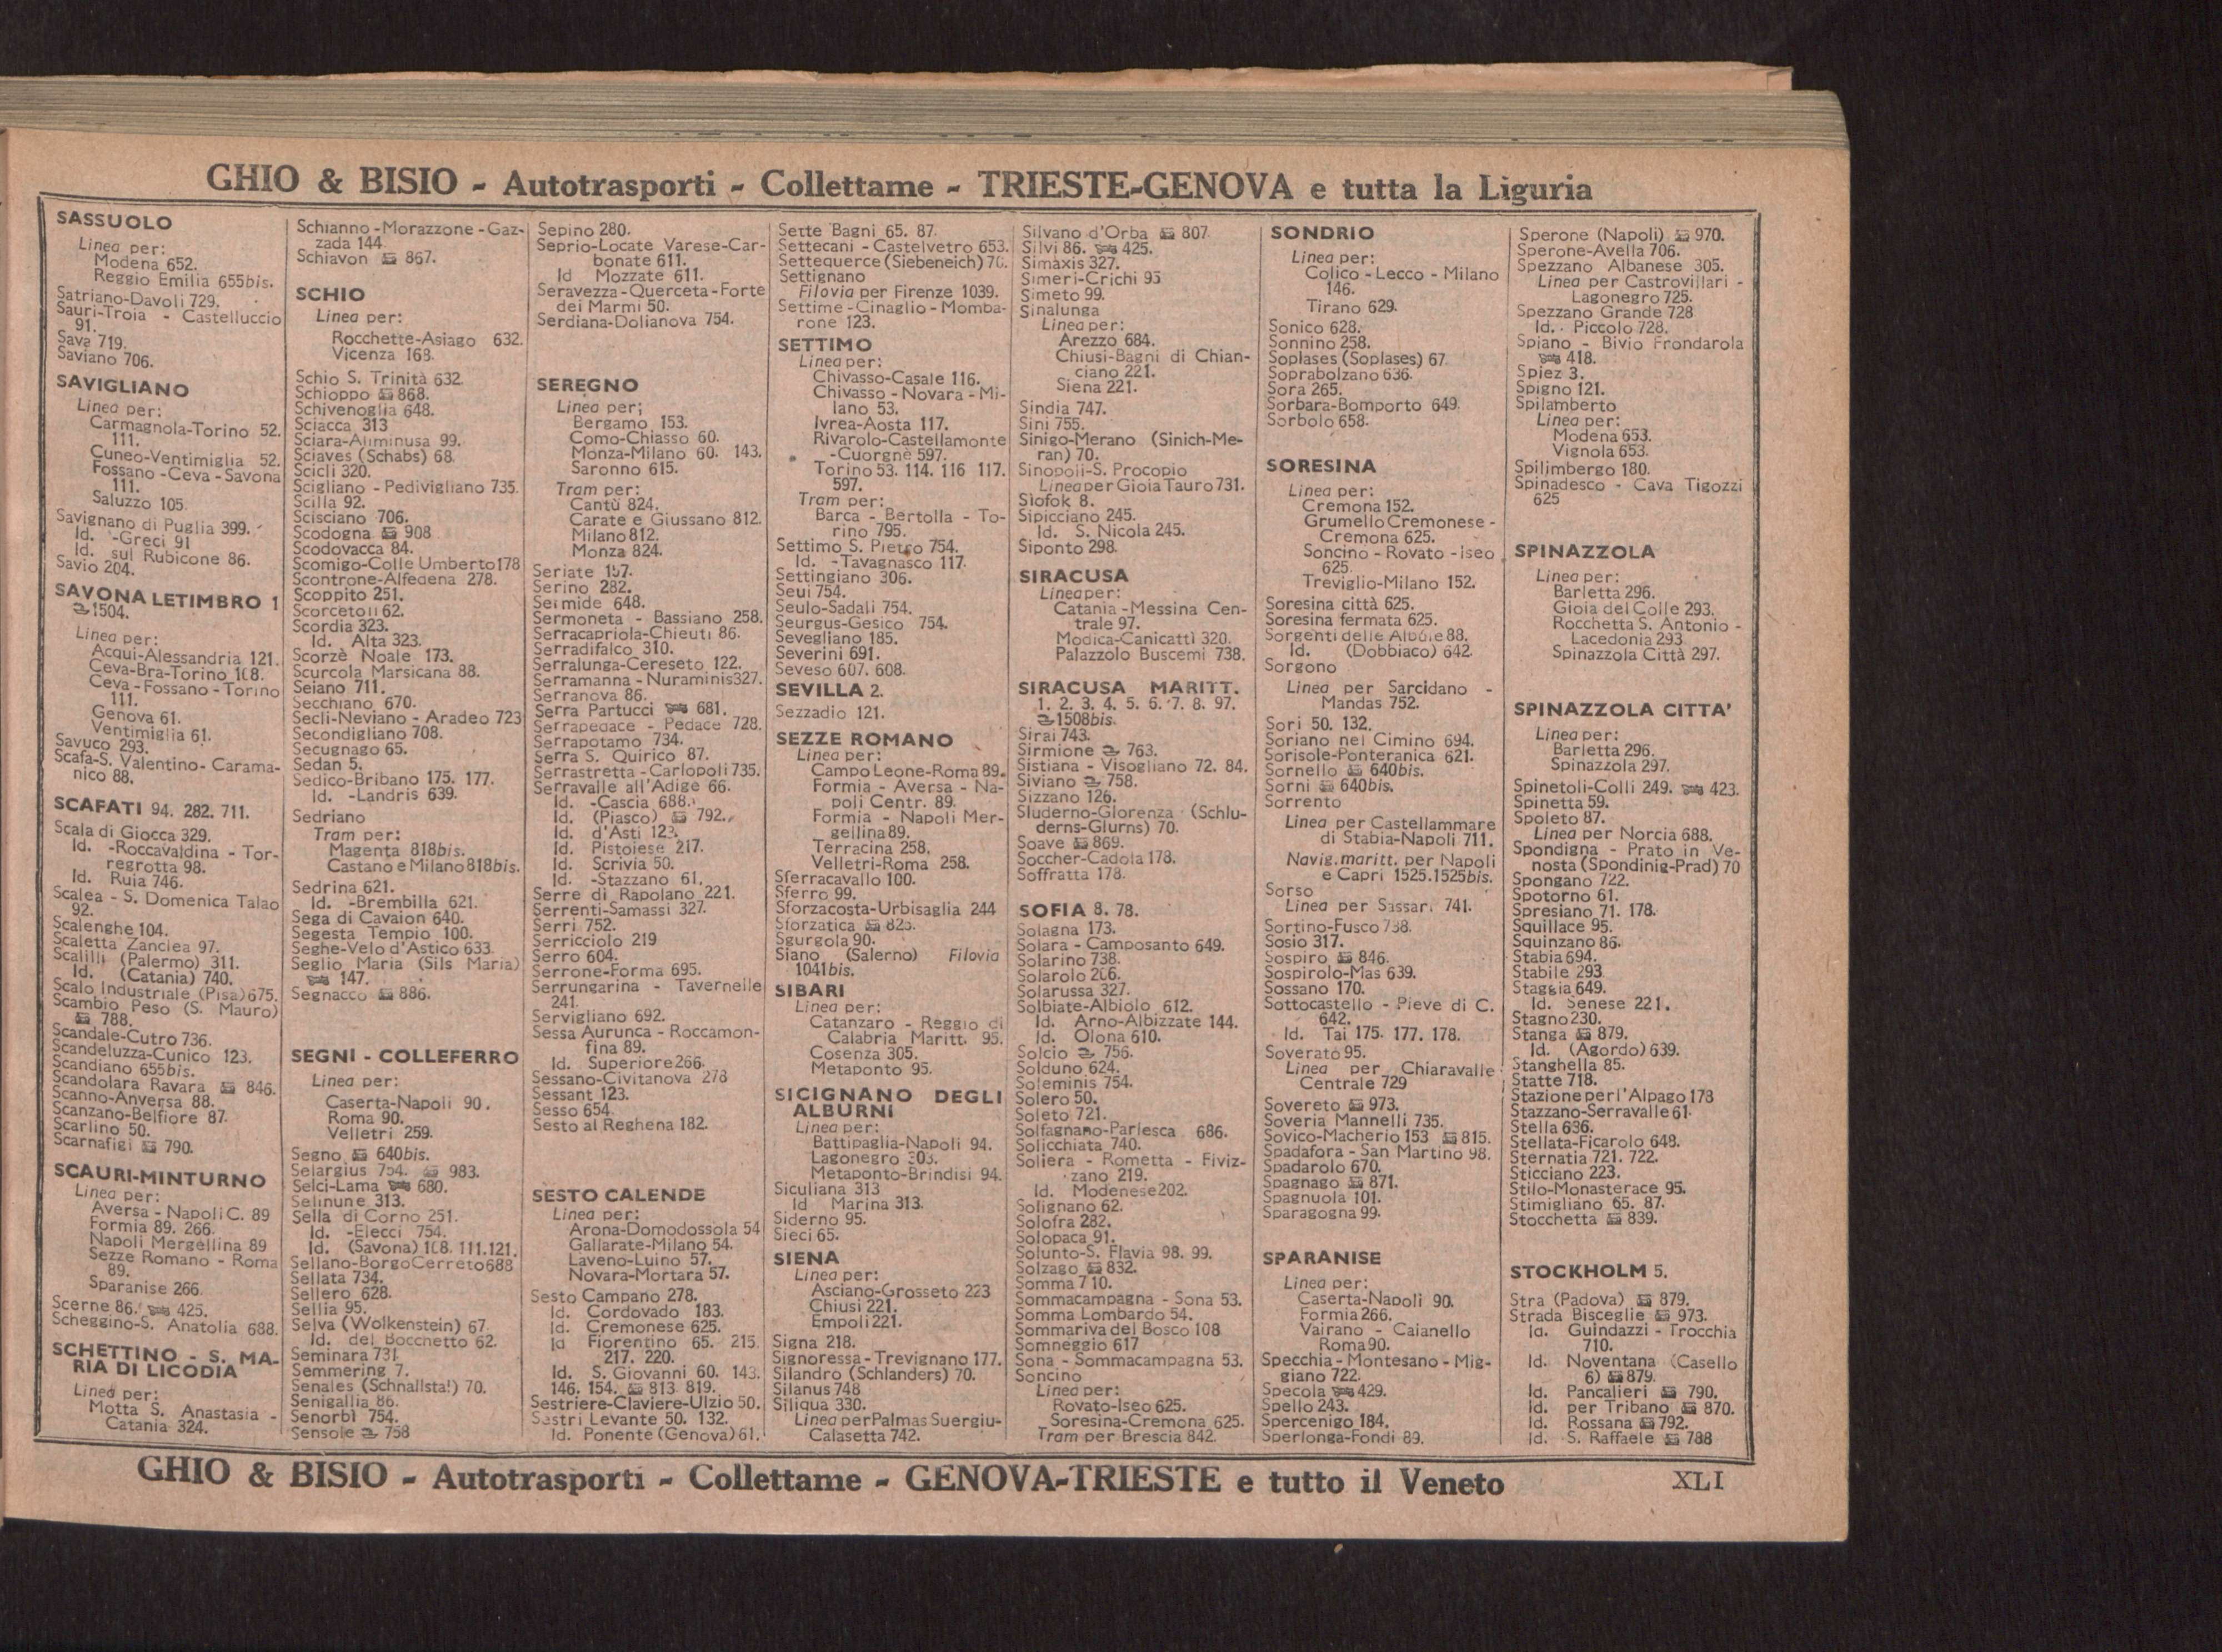 GHIO & BISIO - Autotrasporti - Collettame - TRIESTE-GENOVA e tutta la Liguria
SASSUOLO
Linea per:
Modena 652.
Reggio Emilia 655bis.
Satriano-Davoli 729.
Sauri-Troia - Castelluccio
91.
Sava 719.
Saviano 706.
SAVIGLIANO
Linea per:
Carmagnola-Torino 52.
111.
Cuneo-Ventimiglia 52.
Fossano-Ceva-Savona
111.
Saluzzo 105.
Savignano di Puglia 399.
Id. -Greci 91
Id. sul Rubicone 86.
Savio 204.
SAVONA LETIMBRO 1
1504.
Linea per:
Acqui-Alessandria 121.
Ceva-Bra-Torino 108.
Ceva-Fossano-Torino
111.
Genova 61.
Ventimiglia 61.
Savuco 293.
Scafa-S. Valentino-Carama-
nico 88.
SCAFATI 94. 282. 711.
Scala di Giocca 329.
Id. -Roccavaldina - Tor-
regrotta 98.
Id. Ruia 746.
Scalea - S. Domenica Talao
92.
Scalenghe 104.
Scaletta Zanclea 97.
Scalilli (Palermo) 311.
Id. (Catania) 740.
Scalo Industriale (Pisa) 675.
Scambio Peso (S. Mauro)
788.
Scandale-Cutro 736.
Scandeluzza-Cunico 123.
Scandiano 655bis.
Scandolara Ravara 846.
Scanno-Anversa 88.
Scanzano-Belfiore 87.
Scarlino 50.
Scarnafigi 790.
SCAURI-MINTURNO
Linea per:
Aversa-Napoli C. 89
Formia 89. 266.
Napoli Mergellina 89
Sezze Romano - Roma
89.
Sparanise 266
Scerne 86. 425.
Scheggino-S. Anatolia 688.
SCHETTINO - S. MA-
RIA DI LICODIA
Linea per:
Motta S. Anastasia -
Catania 324.
Schianno-Morazzone-Gaz-
zada 144
Schiavon 867.
SCHIO
Linea per:
Rocchette-Asiago 632.
Vicenza 168.
Schio S. Trinità 632.
Schioppo 868.
Schivenoglia 648.
Sciacca 313
Sciara-Aliminusa 99.
Sciaves (Schabs) 68.
Scicli 320.
Scigliano - Pedivigliano 735.
Scilla 92.
Scisciano 706.
Scodogna 908
Scodovacca 84.
Scomigo-Colle Umberto 178
Scontrone-Alfedena 278.
Scoppito 251.
Scorcetoli 62.
Scordia 323.
Id. Alta 323.
Scorzè Noale 173.
Scurcola Marsicana 88.
Seiano 711.
Secchiano 670.
Secli-Neviano - Aradeo 723
Secondigliano 708.
Secugnago 65.
Sedan 5.
Sedico-Bribano 175. 177.
Id. -Landris 639.
Sedriano
Tram per:
Magenta 818bis.
Castano e Milano 818bis.
Sedrina 621.
Id. -Brembilla 621.
Sega di Cavaion 640.
Segesta Tempio 100.
Seghe-Velo d'Astico 633.
Seglio Maria (Sils Maria)
147.
Segnacco 886.
SEGNI - COLLEFERRO
Linea per:
Caserta-Napoli 90.
Roma 90.
Velletri 259.
Segno 640bis.
Selargius 754. 983.
Selci-Lama 680.
Selinune 313.
Sella di Corno 251.
Id. -Elecci 754.
Id. (Savona) 108. 111. 121.
Sellano-Borgo Cerreto 688
Sellata 734.
Sellero 628.
Sellia 95.
Selva (Wolkenstein) 67.
Id. del Bocchetto 62.
Seminara 731.
Semmering 7.
Senales (Schnalstal) 70.
Senigallia 86.
Senorbì 754.
Sensole 758
Sepino 280.
Seprio-Locate Varese-Car-
bonate 611.
Id Mozzate 611.
Seravezza-Querceta-Forte
dei Marmi 50.
Serdiana-Dolianova 754.
SEREGNO
Linea per;
Bergamo 153.
Como-Chiasso 60.
Monza-Milano 60. 143.
Saronno 615.
Tram per:
Cantù 824.
Carate e Giussano 812.
Milano 812.
Monza 824.
Seriate 157.
Serino 282.
Sermide 648.
Sermoneta - Bassiano 258.
Serracapriola-Chieuti 86.
Serradifalco 310.
Serralunga-Cereseto 122.
Serramanna-Nuraminis 327.
Serranova 86.
Serra Partucci 681.
Serrapedace - Pedace 728.
Serrapotamo 734.
Serra S. Quirico 87.
Serrastretta-Carlopoli 735.
Serravalle all'Adige 66.
Id. -Cascia 688.
Id. (Piasco) 792.
Id. d'Asti 123.
Id. Pistoiese 217.
Id. Scrivia 50.
Id. -Stazzano 61.
Serre di Rapolano 221.
Serrenti-Samassi 327.
Serri 752.
Serricciolo 219
Serro 604.
Serrone-Forma 695.
Serrungarina - Tavernelle
241.
Servigliano 692.
Sessa Aurunca - Roccamon-
fina 89.
Id. Superiore 266.
Sessano-Civitanova 278
Sessant 123.
Sesso 654.
Sesto al Reghena 182.
SESTO CALENDE
Linea per:
Arona-Domodossola 54
Gallarate-Milano 54.
Laveno-Luino 57.
Novara-Mortara 57.
Sesto Campano 278.
Id. Cordovado 183.
Id. Cremonese 625.
Id Fiorentino 65. 215.
217. 220.
Id. S. Giovanni 60. 143.
146. 154. 813. 819.
Sestriere-Claviere-Ulzio 50.
Sestri Levante 50. 132.
Id. Ponente (Genova) 61.
Sette Bagni 65. 87.
Settecani - Castelvetro 653.
Settequerce (Siebeneich) 70.
Settignano
Filovia per Firenze 1039.
Settime-Cinaglio-Momba-
rone 123.
SETTIMO
Linea per:
Chivasso-Casale 116.
Chivasso - Novara - Mi-
lano 53.
Ivrea-Aosta 117.
Rivarolo-Castellamonte
-Cuorgnè 597.
Torino 53. 114. 116 117.
597.
Tram per:
Barca - Bertolla - To-
rino 795.
Settimo S. Pietro 754.
Id. -Tavagnasco 117.
Settingiano 306.
Seui 754.
Seulo-Sadali 754.
Seurgus-Gesico 754.
Sevegliano 185.
Severini 691.
Seveso 607. 608.
SEVILLA 2.
Sezzadio 121.
SEZZE ROMANO
Linea per:
Campo Leone-Roma 89.
Formia - Aversa - Na-
poli Centr. 89.
Formia - Napoli Mer-
gellina 89.
Terracina 258.
Velletri-Roma 258.
Sferracavallo 100.
Sferro 99.
Sforzacosta-Urbisaglia 244
Sforzatica 825.
Sgurgola 90.
Siano (Salerno) Filovia
1041bis.
SIBARI
Linea per:
Catanzaro - Reggio di
Calabria Maritt. 95.
Cosenza 305.
Metaponto 95.
SICIGNANO DEGLI
ALBURNI
Linea per:
Battipaglia-Napoli 94.
Lagonegro 303.
Metaponto-Brindisi 94.
Siculiana 313
Id Marina 313.
Siderno 95.
Sieci 65.
SIENA
Linea per:
Asciano-Grosseto 223
Chiusi 221.
Empoli 221.
Signa 218.
Signoressa-Trevignano 177.
Silandro (Schlanders) 70.
Silanus 748
Siliqua 330.
Linea per Palmas Suergiu-
Calasetta 742.
Silvano d'Orba 807.
Silvi 86. 425.
Simàxis 327.
Simeri-Crichi 95
Simeto 99.
Sinalunga
Linea per:
Arezzo 684.
Chiusi-Bagni di Chian-
ciano 221.
Siena 221.
Sindia 747.
Sini 755.
Sinigo-Merano (Sinich-Me-
ran) 70.
Sinopoli-S. Procopio
Linea per Gioia Tauro 731.
Siofok 8.
Sipicciano 245.
Id. S. Nicola 245.
Siponto 298.
SIRACUSA
Linea per:
Catania-Messina Cen-
trale 97.
Modica-Canicattì 320.
Palazzolo Buscemi 738.
SIRACUSA MARITT.
1. 2. 3. 4. 5. 6. 7. 8. 97.
1508bis.
Sirai 743.
Sirmione 763.
Sistiana - Visogliano 72. 84.
Siviano 758.
Sizzano 126.
Sluderno-Glorenza (Schlu-
derns-Glurns) 70.
Soave 869.
Soccher-Cadola 178.
Soffratta 178.
SOFIA 8. 78.
Solagna 173.
Solara - Camposanto 649.
Solarino 738.
Solarolo 206.
Solarussa 327.
Solbiate-Albiolo 612.
Id. Arno-Albizzate 144.
Id. Olona 610.
Solcio 756.
Solduno 624.
Soleminis 754.
Solero 50.
Soleto 721.
Solfagnano-Parlesca 686.
Solicchiata 740.
Soliera - Rometta - Fiviz-
zano 219.
Id. Modenese 202.
Solignano 62.
Solofra 282.
Solopaca 91.
Solunto-S. Flavia 98. 99.
Solzago 832.
Somma 710.
Sommacampagna - Sona 53.
Somma Lombardo 54.
Sommariva del Bosco 108
Somneggio 617
Sona - Sommacampagna 53.
Soncino
Linea per:
Rovato-Iseo 625.
Soresina-Cremona 625.
Tram per Brescia 842.
SONDRIO
Linea per:
Colico - Lecco - Milano
146.
Tirano 629.
Sonico 628.
Sonnino 258.
Soplases (Soplases) 67.
Soprabolzano 636.
Sora 265.
Sorbara-Bomporto 649.
Sorbolo 658.
SORESINA
Linea per:
Cremona 152.
Grumello Cremonese -
Cremona 625.
Soncino - Rovato - Iseo
625.
Treviglio-Milano 152.
Soresina città 625.
Soresina fermata 625.
Sorgenti delle Albule 88.
Id. (Dobbiaco) 642.
Sorgono
Linea per Sarcidano -
Mandas 752.
Sori 50. 132.
Soriano nel Cimino 694.
Sorisole-Ponteranica 621.
Sornello 640bis.
Sorni 640bis.
Sorrento
Linea per Castellammare
di Stabia-Napoli 711.
Navig. maritt. per Napoli
e Capri 1525. 1525bis.
Sorso
Linea per Sassari 741.
Sortino-Fusco 738.
Sosio 317.
Sospiro 846.
Sospirolo-Mas 639.
Sossano 170.
Sottocastello - Pieve di C.
642.
Id. Tai 175. 177. 178.
Soverato 95.
Linea per Chiaravalle
Centrale 729
Sovereto 973.
Soveria Mannelli 735.
Sovico-Macherio 153 815.
Spadafora - San Martino 98.
Spadarolo 670.
Spagnago 871.
Spagnuola 101.
Sparagogna 99.
SPARANISE
Linea per:
Caserta-Napoli 90.
Formia 266.
Vairano - Caianello
Roma 90.
Specchia-Montesano-Mig-
giano 722.
Specola 429.
Spello 243.
Spercenigo 184.
Sperlonga-Fondi 89.
Sperone (Napoli) 970.
Sperone-Avella 706.
Spezzano Albanese 305.
Linea per Castrovillari -
Lagonegro 725.
Spezzano Grande 728
Id. Piccolo 728.
Spiano - Bivio Frondarola
418.
Spiez 3.
Spigno 121.
Spilamberto
Linea per:
Modena 653.
Vignola 653.
Spilimbergo 180.
Spinadesco - Cava Tigozzi
625
SPINAZZOLA
Linea per:
Barletta 296.
Gioia del Colle 293.
Rocchetta S. Antonio -
Lacedonia 293
Spinazzola Città 297.
SPINAZZOLA CITTA'
Linea per:
Barletta 296.
Spinazzola 297.
Spinetoli-Colli 249. 423.
Spinetta 59.
Spoleto 87.
Linea per Norcia 688.
Spondigna - Prato in Ve-
nosta (Spondinig-Prad) 70
Spongano 722.
Spotorno 61.
Spresiano 71. 178.
Squillace 95.
Squinzano 86.
Stabia 694.
Stabile 293
Staggia 649.
Id. Senese 221.
Stagno 230.
Stanga 879.
Id. (Agordo) 639.
Stanghella 85.
Statte 718.
Stazione per l'Alpago 178
Stazzano-Serravalle 61.
Stella 636.
Stellata-Ficarolo 648.
Sternatia 721. 722.
Sticciano 223.
Stilo-Monasterace 95.
Stimigliano 65. 87.
Stocchetta 839.
STOCKHOLM 5.
Stra (Padova) 879.
Strada Bisceglie 973.
Id. Guindazzi - Trocchia
710.
Id. Noventana (Casello
6) 879.
Id. Pancalieri 790.
Id. per Tribano 870.
Id. Rossana 792.
Id. S. Raffaele 788
GHIO & BISIO - Autotrasporti - Collettame - GENOVA-TRIESTE e tutto il Veneto
XLI